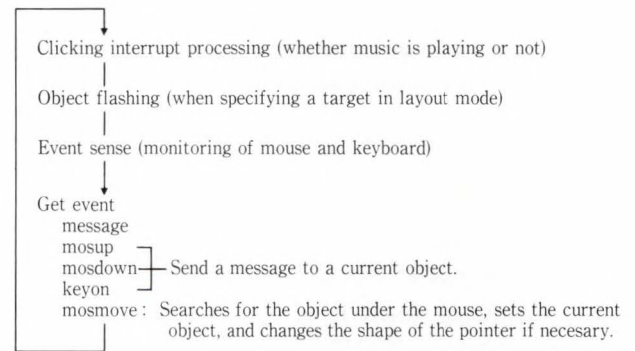 Clicking interrupt processing (whether music is playing or not)
Object flashing (when specifying a target in layout mode)
Event sense (monitoring of mouse and keyboard)
Get event
message
mosup
mosdown
Send a message to a current object.
keyon
mosmove : Searches for the object under the mouse, sets the current
object, and changes the shape of the pointer if necesary.